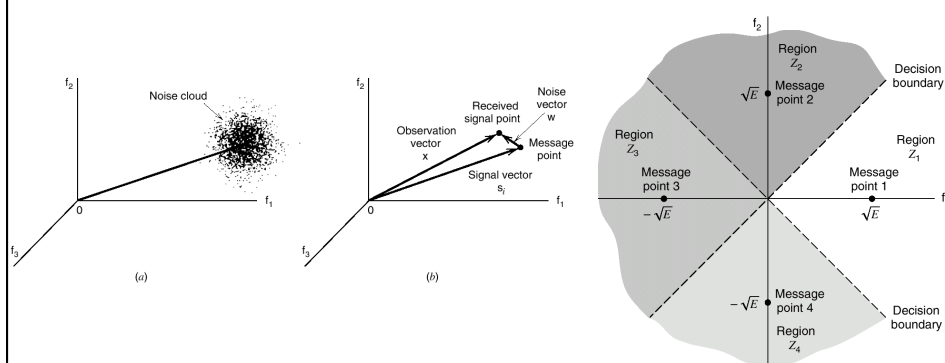 f₂
Noise cloud
0
f₁
f₃
(a)
f₂
Received
signal point
Noise
vector
w
Observation
vector
x
Message
point
Signal vector
sᵢ
0
f₁
f₃
(b)
f₂
Region
Z₂
Decision
boundary
√E
Message
point 2
Region
Z₃
Region
Z₁
Message
point 3
Message
point 1
f
− √E
√E
− √E
Message
point 4
Decision
boundary
Region
Z₄